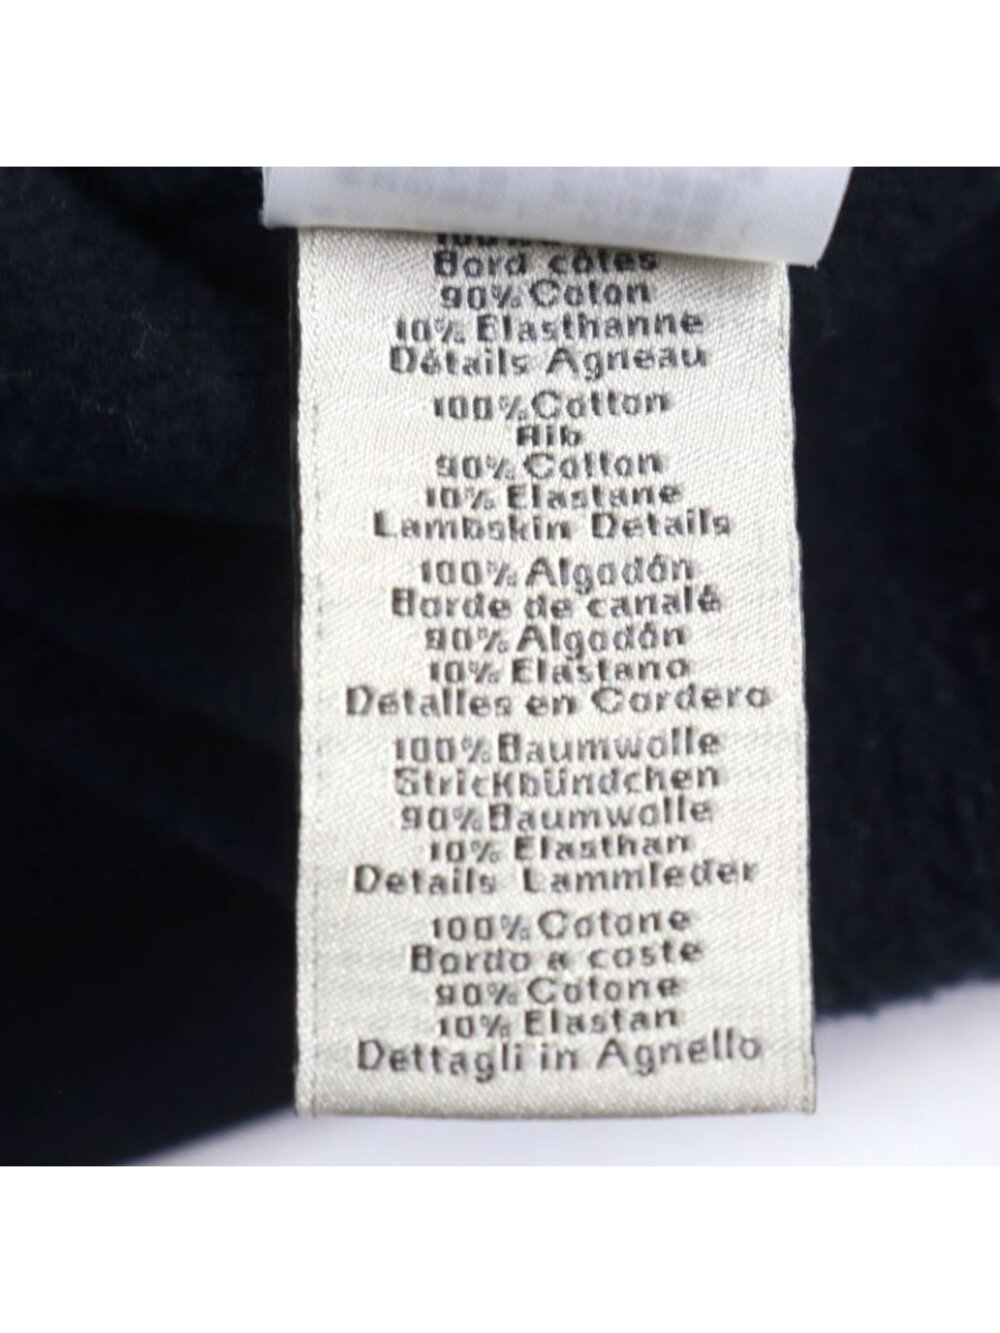 Bord côtes
90% Coton
10% Elasthanne
Détails Agneau
100% Cotton
Rib
90% Cotton
10% Elastane
Lambskin Details
100% Algodón
Borde de canalé
90% Algodón
10% Elastano
Detalles en Cordero
100% Baumwolle
Strickbündchen
90% Baumwolle
10% Elasthan
Details Lammleder
100% Cotone
Bordo a coste
90% Cotone
10% Elastan
Dettagli in Agnello